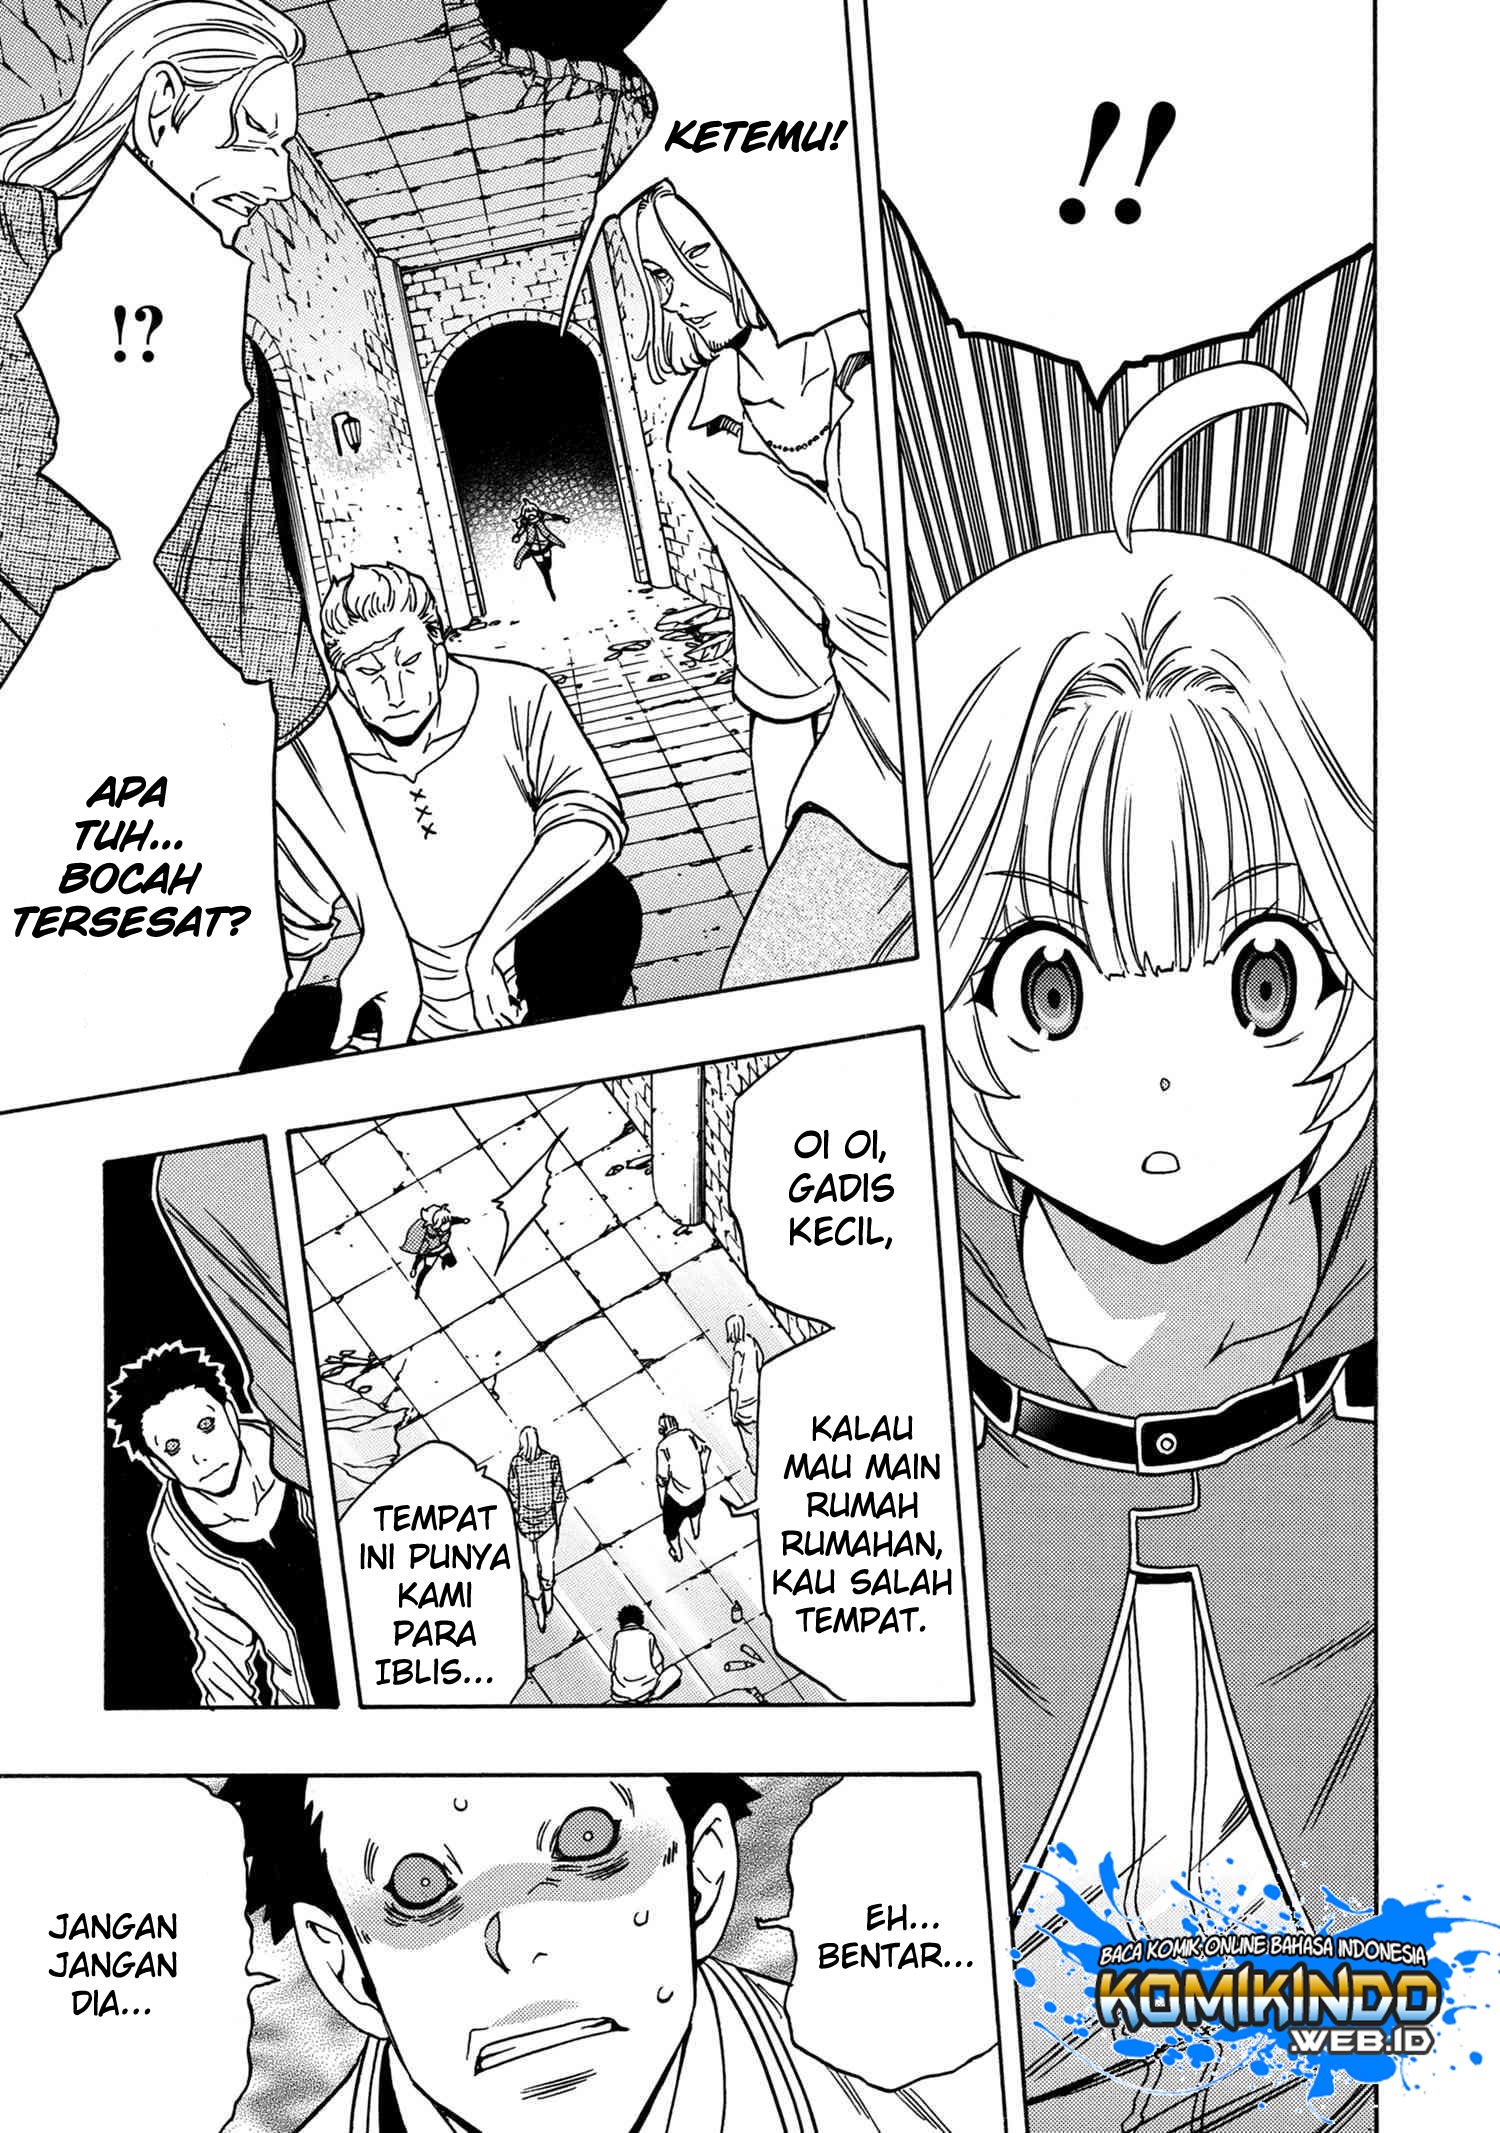 !!
KETEMU!
!?
APA
TUH...
BOCAH
TERSESAT?
OI OI,
GADIS
KECIL,
KALAU
MAU MAIN
RUMAH
RUMAHAN,
KAU SALAH
TEMPAT.
TEMPAT
INI PUNYA
KAMI
PARA
IBLIS...
EH...
BENTAR...
JANGAN
JANGAN
DIA...
BACA KOMIK ONLINE BAHASA INDONESIA
KOMIKINDO
.WEB.ID